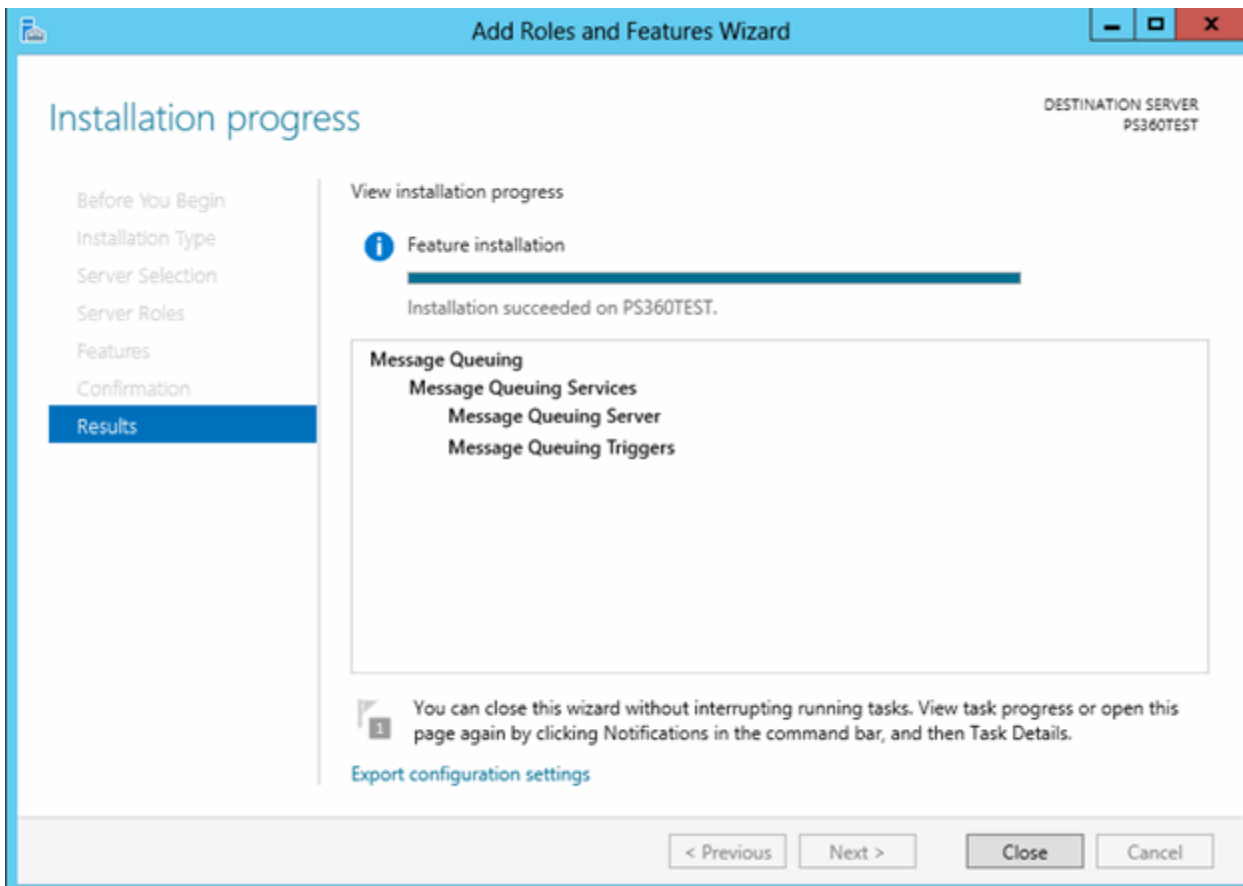 Add Roles and Features Wizard
Installation progress
DESTINATION SERVER
PS360TEST
Before You Begin
Installation Type
Server Selection
Server Roles
Features
Confirmation
Results
View installation progress
Feature installation
Installation succeeded on PS360TEST.
Message Queuing
Message Queuing Services
Message Queuing Server
Message Queuing Triggers
1
You can close this wizard without interrupting running tasks. View task progress or open this
page again by clicking Notifications in the command bar, and then Task Details.
Export configuration settings
< Previous
Next >
Close
Cancel